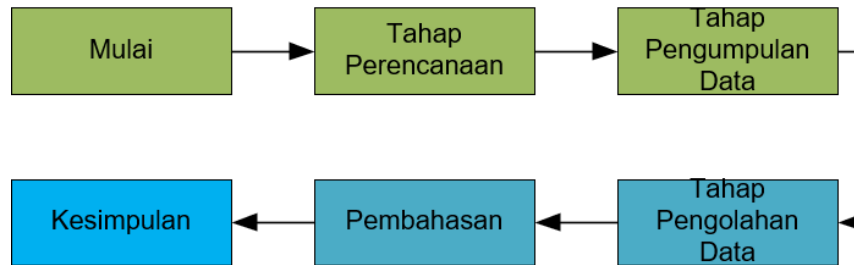 Mulai
Tahap
Perencanaan
Tahap
Pengumpulan
Data
Kesimpulan
Pembahasan
Tahap
Pengolahan
Data